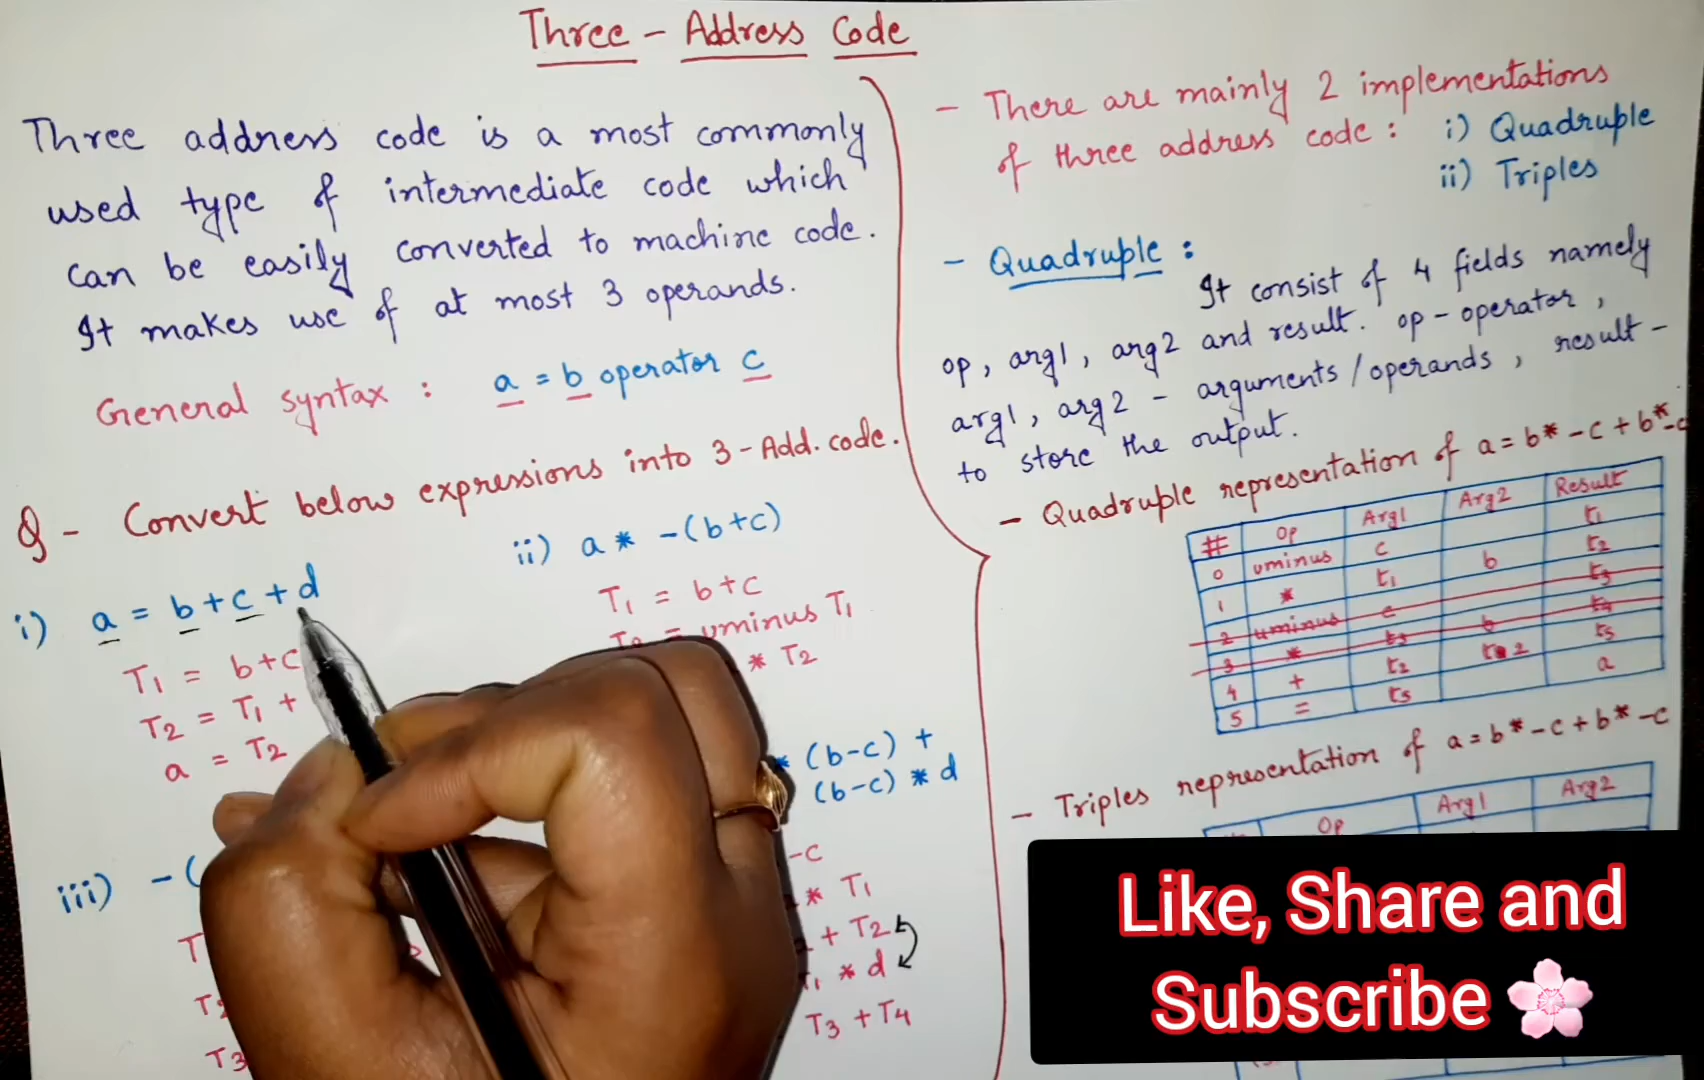 Three - Address Code
Three address code is a most commonly
used type of intermediate code which
can be easily converted to machine code.
It makes use of at most 3 operands.
General syntax : a = b operator c
Q - Convert below expressions into 3-Add. code.
i) a = b + c + d
T1 = b+c
T2 = T1 +
a = T2
ii) a * -(b+c)
T1 = b+c
= uminus T1
* T2
iii) -(
T
T3
* (b-c) +
(b-c) * d
-c
* T1
+ T2
* d
T3 + T4
- There are mainly 2 implementations
of three address code : i) Quadruple
ii) Triples
- Quadruple :
It consist of 4 fields namely
op, arg1, arg2 and result. op - operator,
arg1, arg2 - arguments/operands, result -
to store the output.
- Quadruple representation of a = b* -c + b* -c
# Op Arg1 Arg2 Result
0 uminus c t1
1 * t1 b t2
2 uminus c t3
3 * t3 b t4
4 + t2 t2 t5
5 = t5 a
- Triples representation of a = b* -c + b* -c
Op Arg1 Arg2
Like, Share and
Subscribe